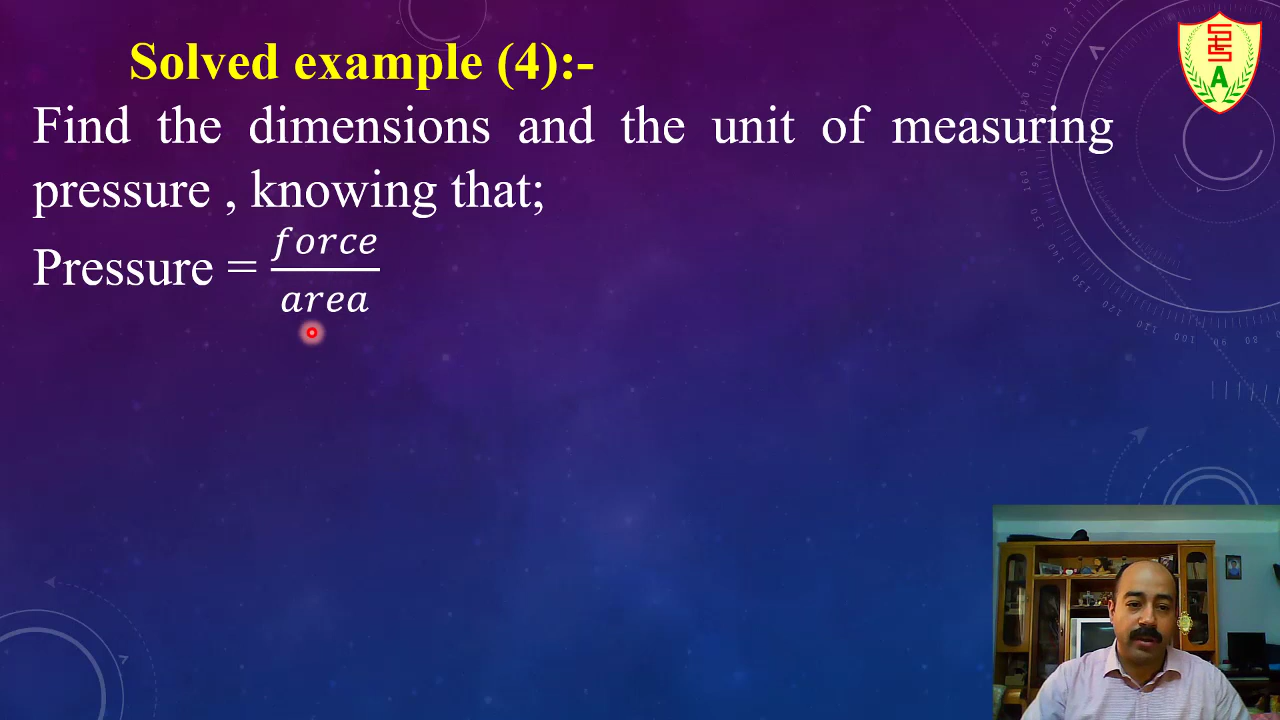 Solved example (4):-
Find the dimensions and the unit of measuring
pressure , knowing that;
Pressure = force
area
A